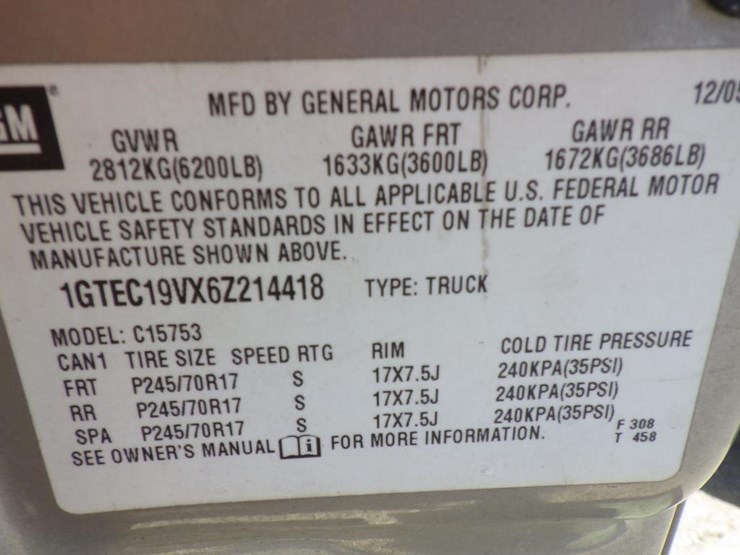 GM
MFD BY GENERAL MOTORS CORP. 12/05
GVWR GAWR FRT GAWR RR
2812KG(6200LB) 1633KG(3600LB) 1672KG(3686LB)
THIS VEHICLE CONFORMS TO ALL APPLICABLE U.S. FEDERAL MOTOR
VEHICLE SAFETY STANDARDS IN EFFECT ON THE DATE OF
MANUFACTURE SHOWN ABOVE.
1GTEC19VX6Z214418 TYPE: TRUCK
MODEL: C15753
CAN1 TIRE SIZE SPEED RTG RIM COLD TIRE PRESSURE
FRT P245/70R17 S 17X7.5J 240KPA(35PSI)
RR P245/70R17 S 17X7.5J 240KPA(35PSI)
SPA P245/70R17 S 17X7.5J 240KPA(35PSI)
SEE OWNER'S MANUAL i FOR MORE INFORMATION.
F 308
T 458